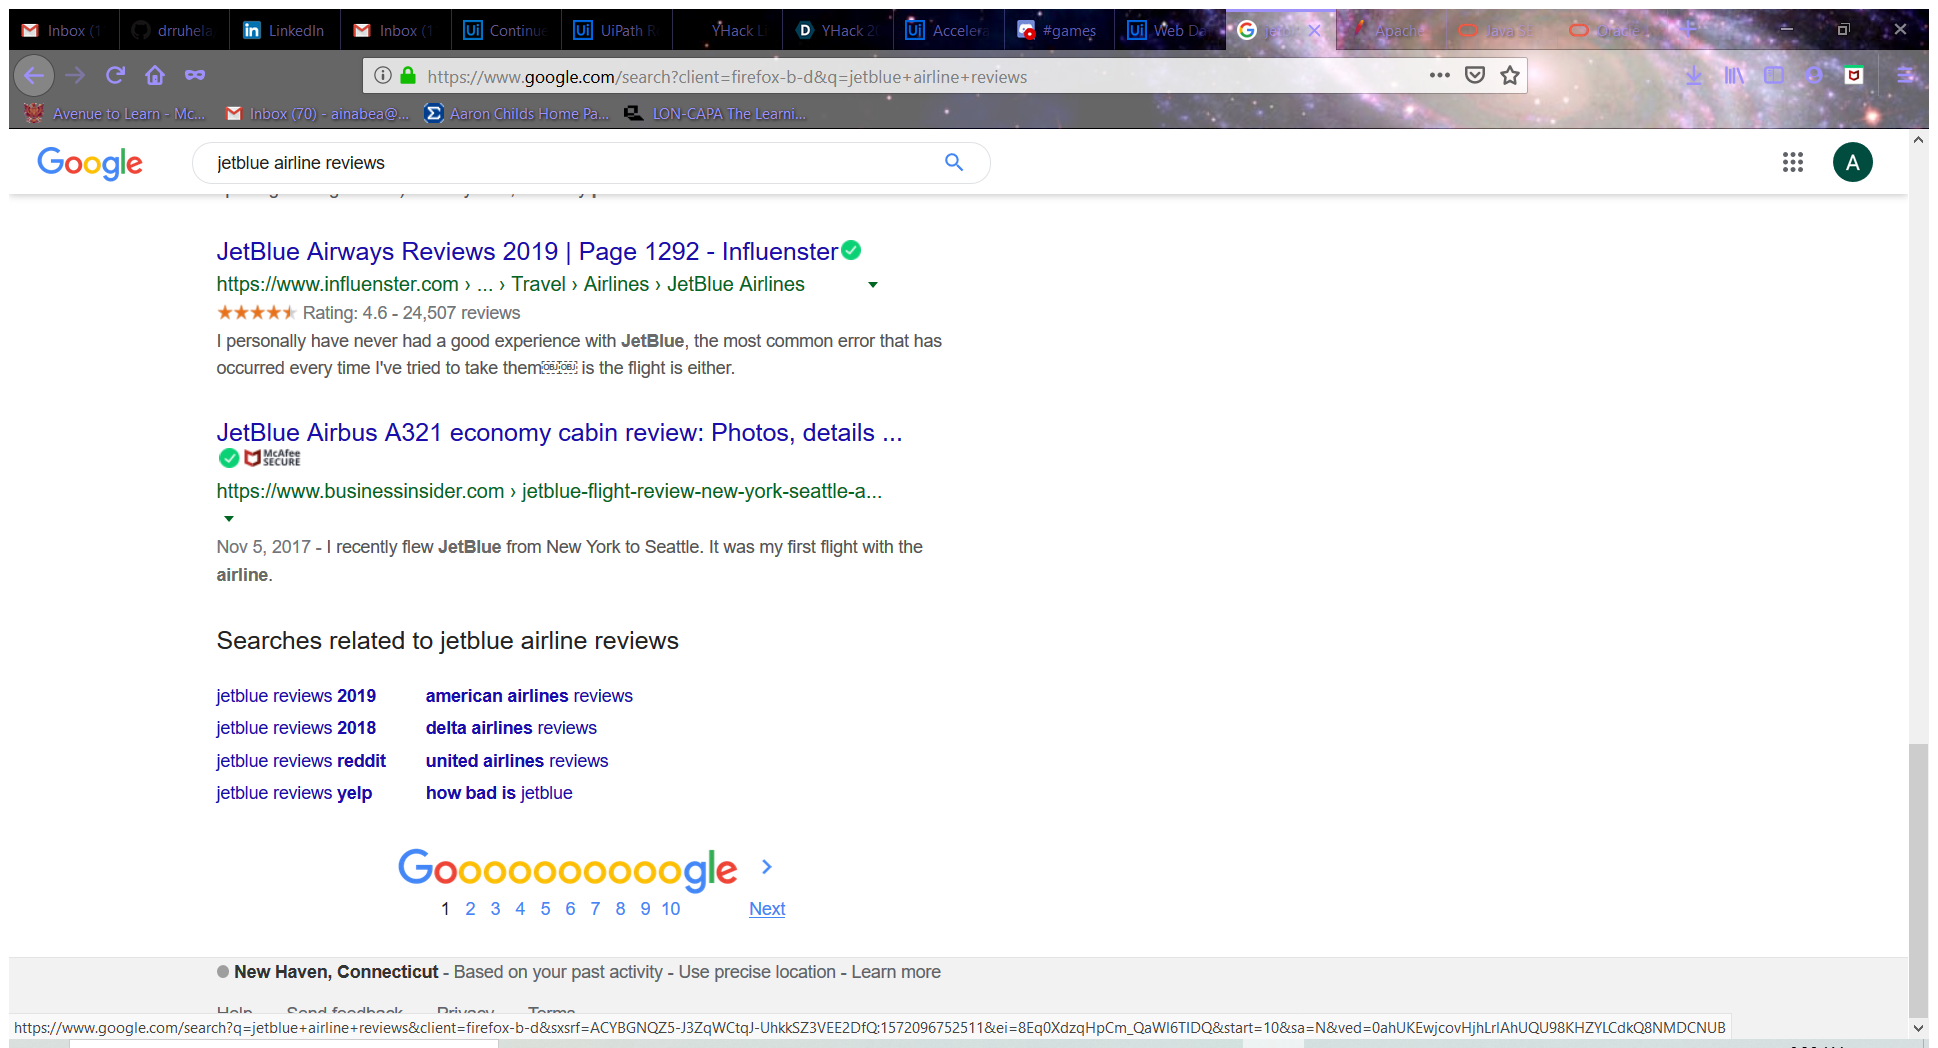 Inbox (1
drruhela
LinkedIn
Inbox (1
Continue
UiPath R
YHack Li
YHack 20
Accelera
#games
Web Da
Apach
Java SE
Oracle
https://www.google.com/search?client=firefox-b-d&q=jetblue+airline+reviews
Avenue to Learn - Mc...
Inbox (70) - ainabea@...
Aaron Childs Home Pa...
LON-CAPA The Learni...
Google
jetblue airline reviews
A
JetBlue Airways Reviews 2019 | Page 1292 - Influenster
https://www.influenster.com › ... › Travel › Airlines › JetBlue Airlines
Rating: 4.6 - 24,507 reviews
I personally have never had a good experience with JetBlue, the most common error that has
occurred every time I've tried to take them￼￼ is the flight is either.
JetBlue Airbus A321 economy cabin review: Photos, details ...
McAfee SECURE
https://www.businessinsider.com › jetblue-flight-review-new-york-seattle-a...
Nov 5, 2017 - I recently flew JetBlue from New York to Seattle. It was my first flight with the
airline.
Searches related to jetblue airline reviews
jetblue reviews 2019
american airlines reviews
jetblue reviews 2018
delta airlines reviews
jetblue reviews reddit
united airlines reviews
jetblue reviews yelp
how bad is jetblue
Goooooooooogle
1 2 3 4 5 6 7 8 9 10 Next
New Haven, Connecticut - Based on your past activity - Use precise location - Learn more
Help Send feedback Privacy Terms
https://www.google.com/search?q=jetblue+airline+reviews&client=firefox-b-d&sxsrf=ACYBGNQZ5-J3ZqWCtqJ-UhkkSZ3VEE2DfQ:1572096752511&ei=8Eq0XdzqHpCm_QaWl6TIDQ&start=10&sa=N&ved=0ahUKEwjcovHjhLrlAhUQU98KHZYLCdkQ8NMDCNUB